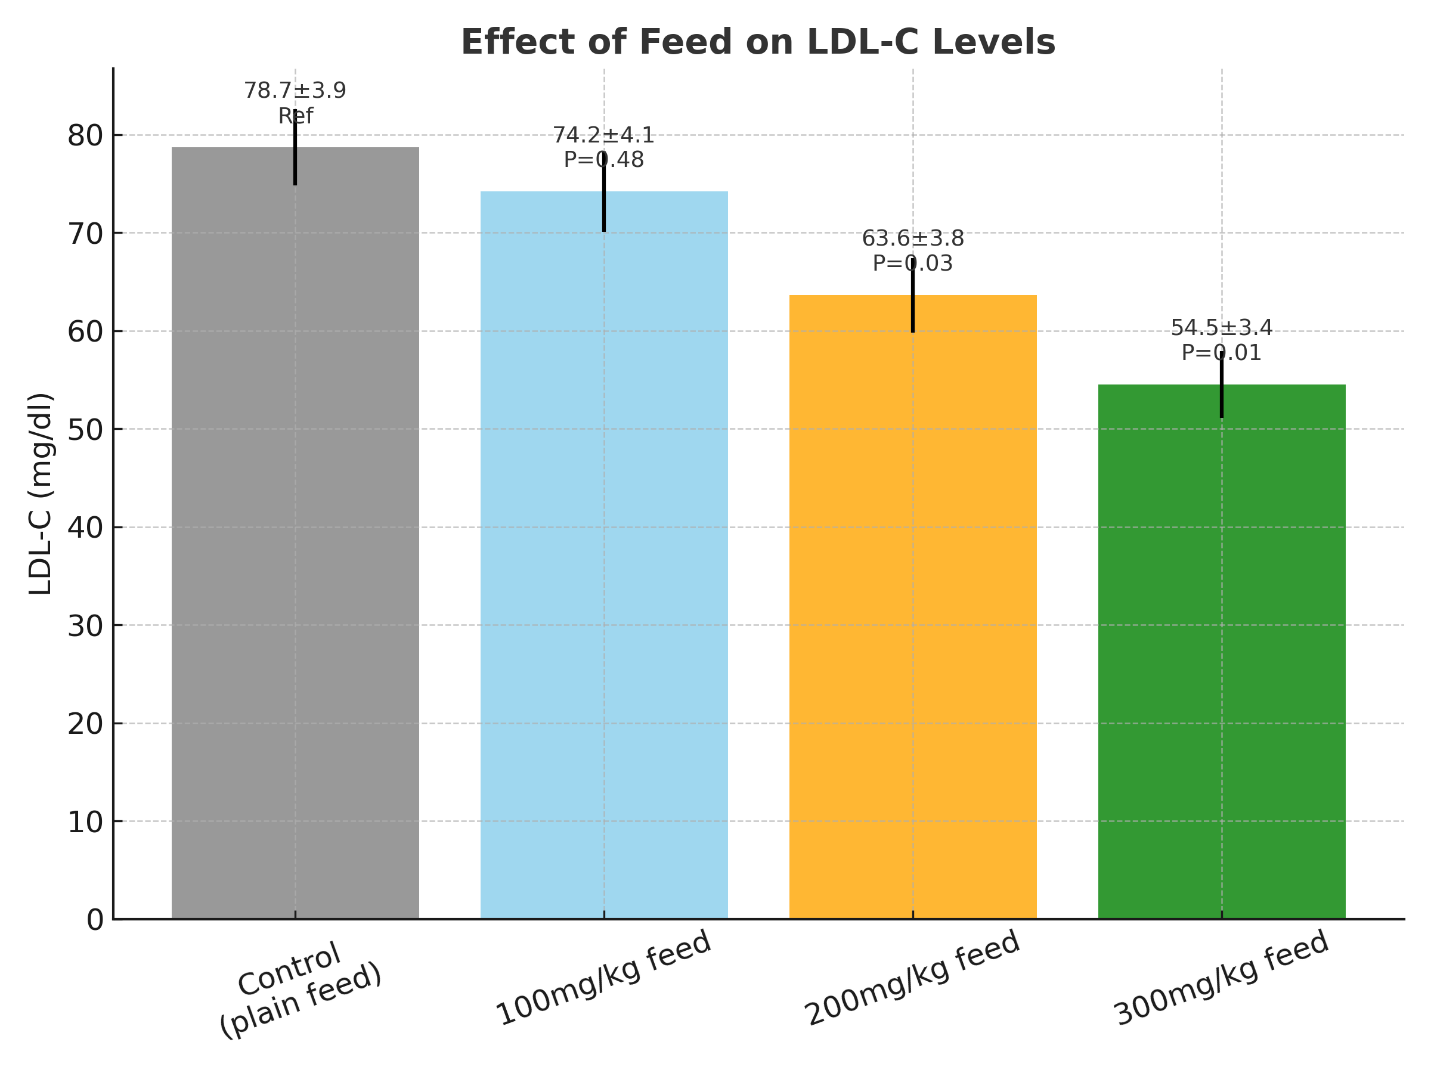 Effect of Feed on LDL-C Levels
78.7±3.9
Ref
74.2±4.1
P=0.48
63.6±3.8
P=0.03
54.5±3.4
P=0.01
LDL-C (mg/dl)
80
70
60
50
40
30
20
10
0
Control
(plain feed)
100mg/kg feed
200mg/kg feed
300mg/kg feed